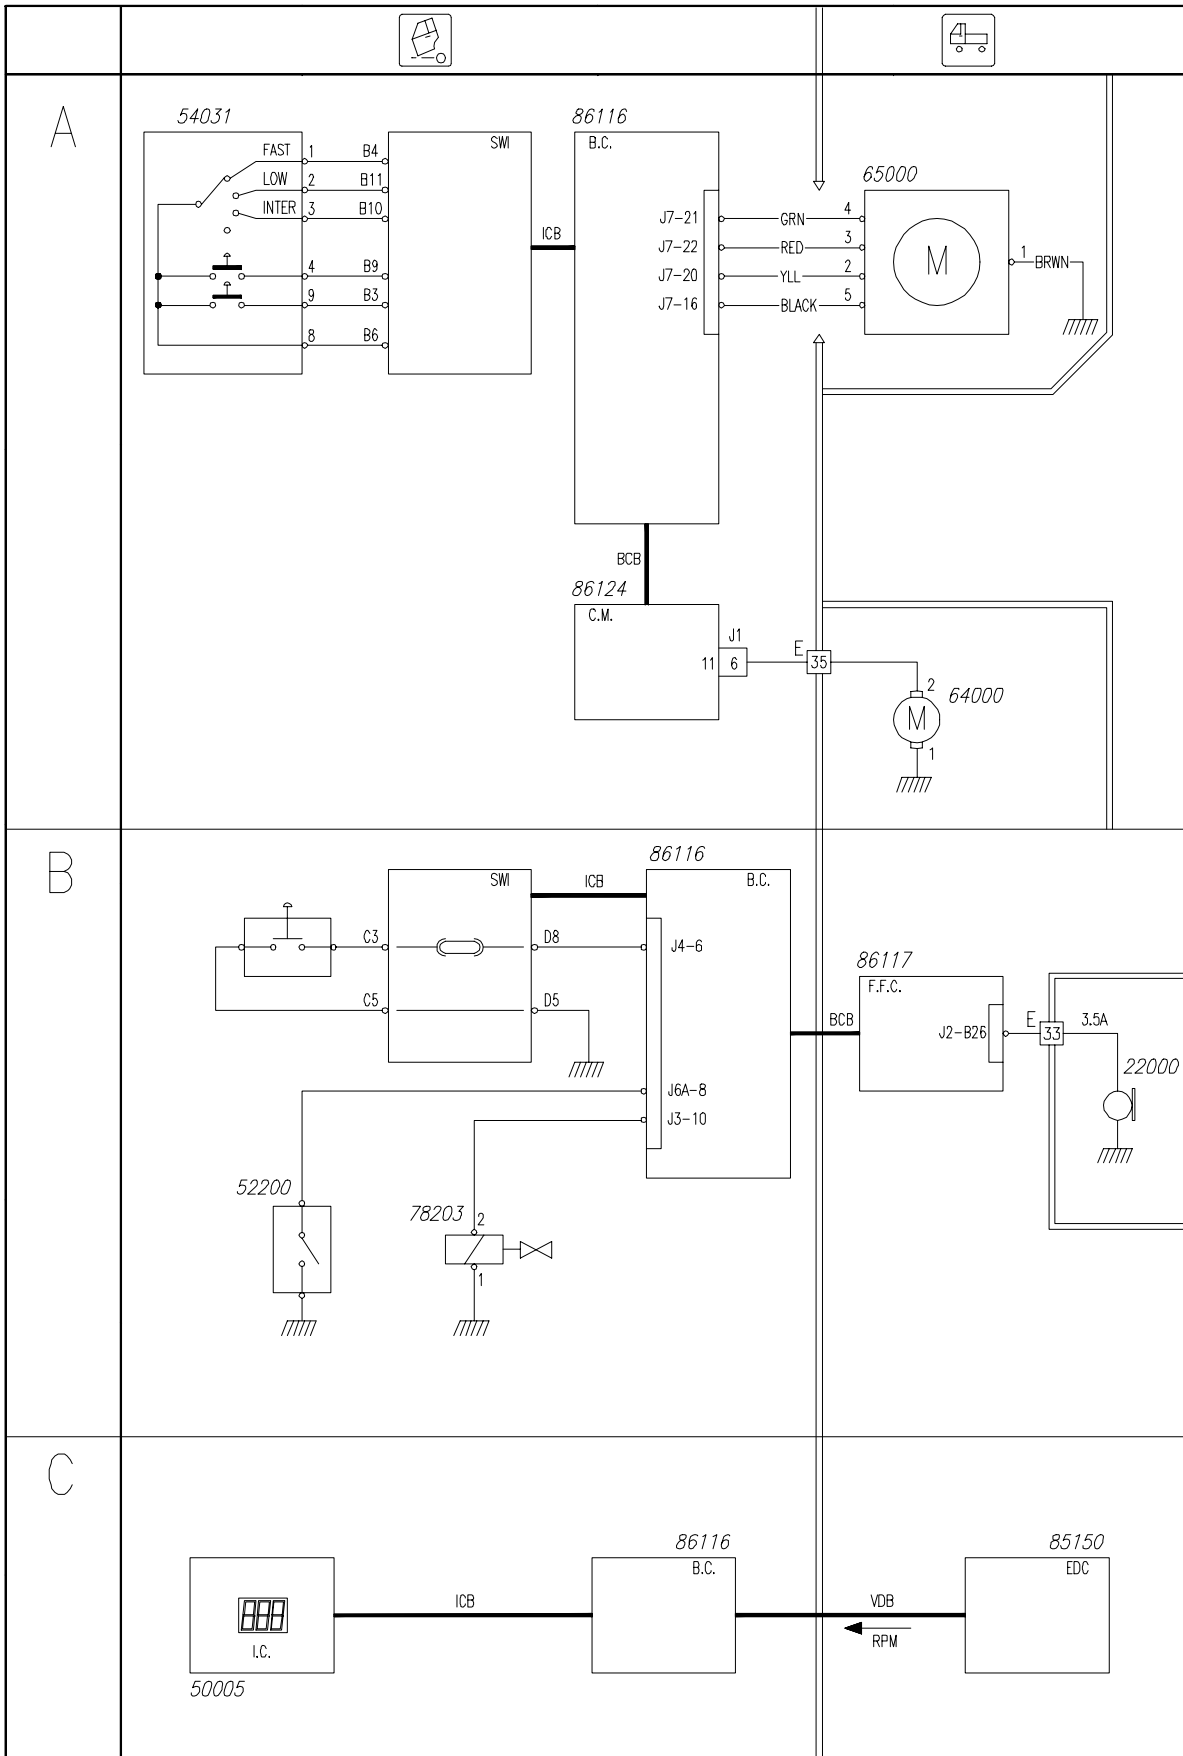 A
54031
86116
FAST 1 B4
SWI
B.C.
LOW 2 B11
65000
INTER 3 B10
J7-21 GRN 4
ICB
J7-22 RED 3
M
1 BRWN
4 B9
J7-20 YLL 2
9 B3
J7-16 BLACK 5
8 B6
BCB
86124
C.M.
J1
11 6
E
35
2
64000
M
1
B
86116
SWI
ICB
B.C.
C3
D8
J4-6
86117
F.F.C.
C5
D5
BCB
J2-B26
E
33
3.5A
22000
J6A-8
J3-10
52200
78203
2
1
C
86116
85150
B.C.
EDC
ICB
VDB
RPM
I.C.
50005